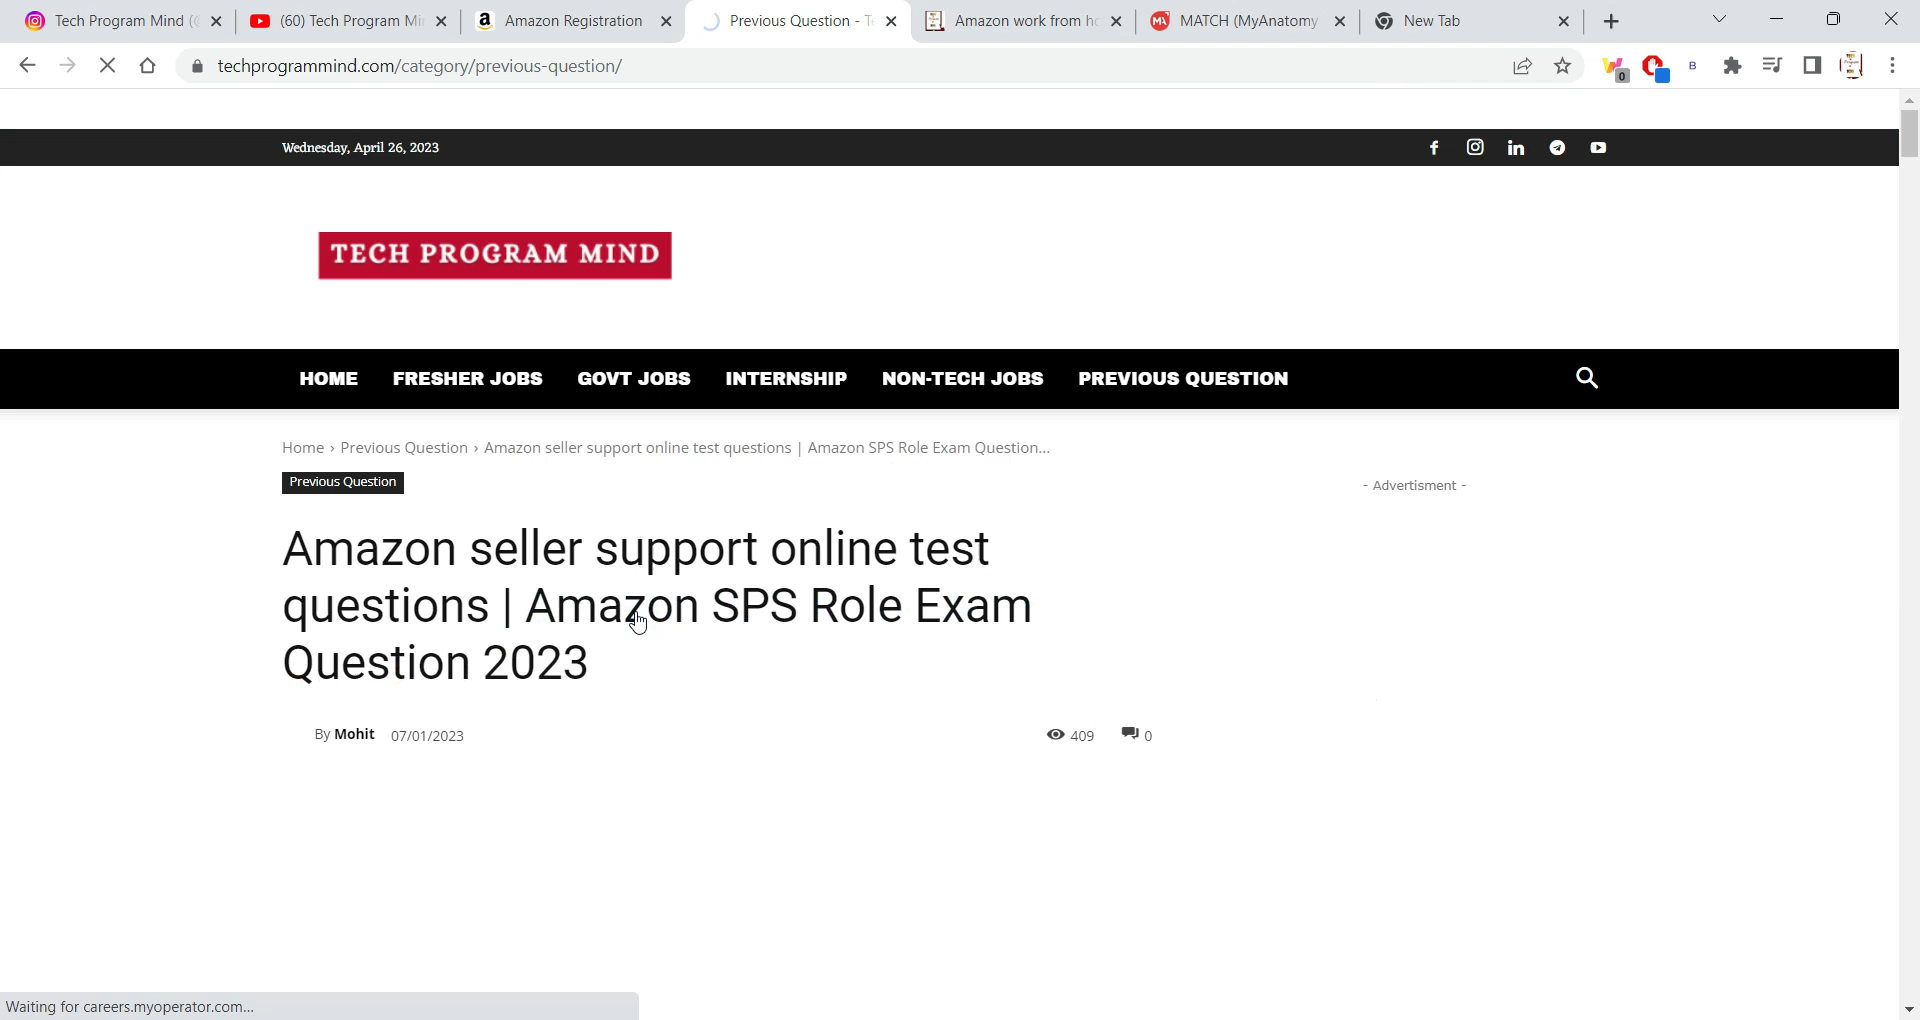 Tech Program Mind (
(60) Tech Program Mi
Amazon Registration
Previous Question - T
Amazon work from h
MATCH (MyAnatomy
New Tab
techprogrammind.com/category/previous-question/
0
B
Wednesday, April 26, 2023
TECH PROGRAM MIND
HOME FRESHER JOBS GOVT JOBS INTERNSHIP NON-TECH JOBS PREVIOUS QUESTION
Home › Previous Question › Amazon seller support online test questions | Amazon SPS Role Exam Question...
Previous Question
- Advertisment -
Amazon seller support online test
questions | Amazon SPS Role Exam
Question 2023
By Mohit 07/01/2023
409 0
Waiting for careers.myoperator.com...